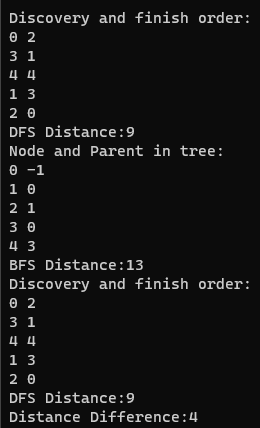 Discovery and finish order:
0 2
3 1
4 4
1 3
2 0
DFS Distance:9
Node and Parent in tree:
0 -1
1 0
2 1
3 0
4 3
BFS Distance:13
Discovery and finish order:
0 2
3 1
4 4
1 3
2 0
DFS Distance:9
Distance Difference:4